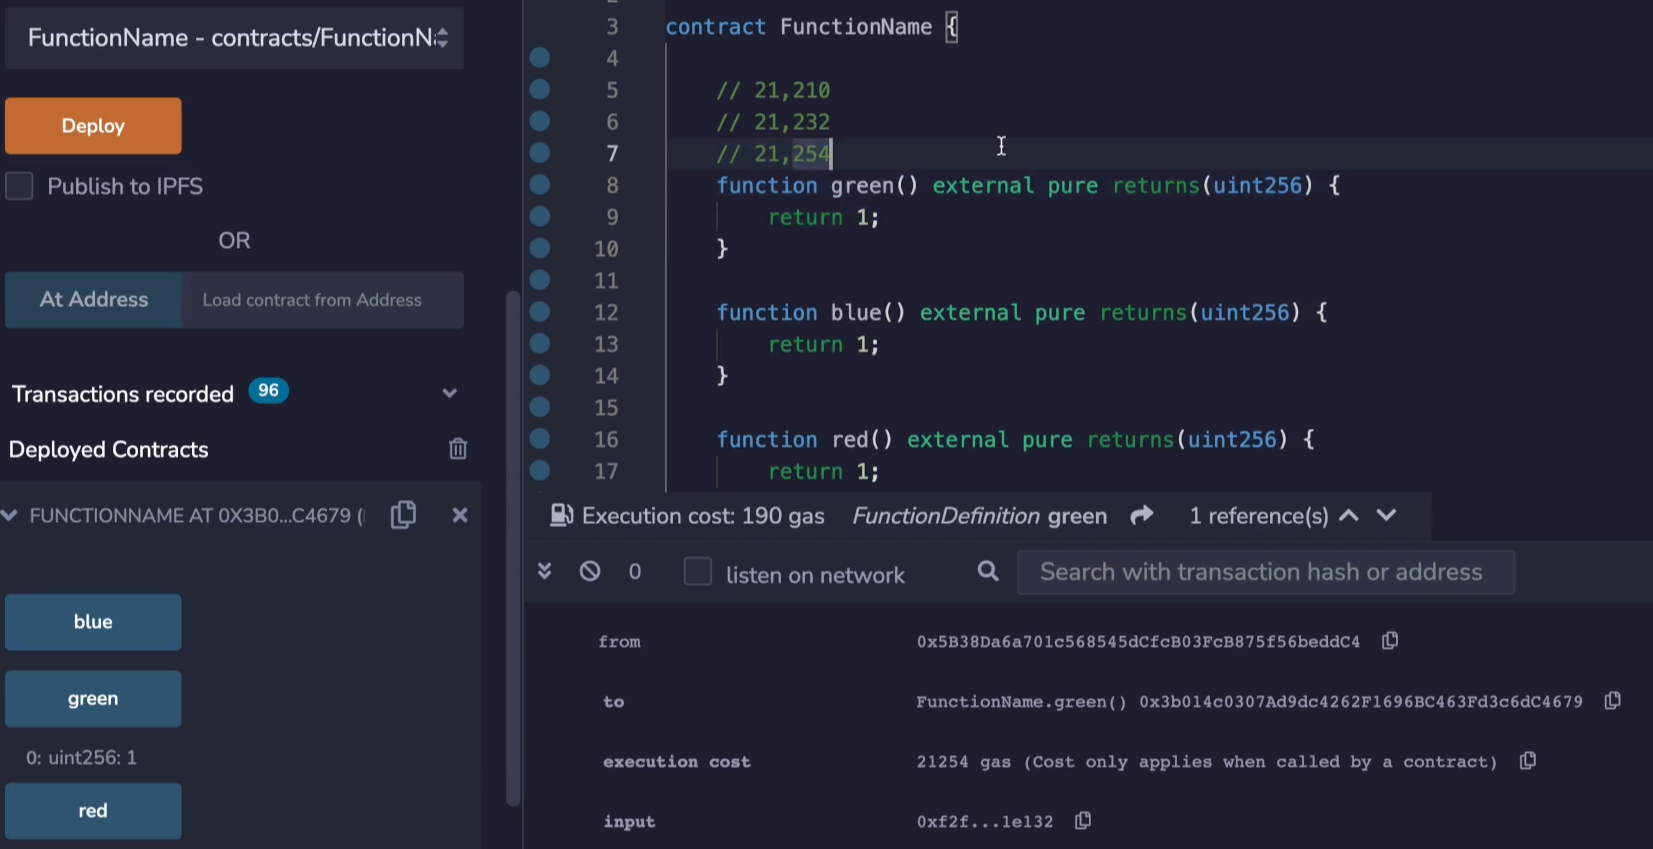 FunctionName - contracts/FunctionNa
Deploy
Publish to IPFS
OR
At Address
Load contract from Address
Transactions recorded 96
Deployed Contracts
FUNCTIONNAME AT 0X3B0...C4679 (
blue
green
0: uint256: 1
red
3 contract FunctionName {
4
5 // 21,210
6 // 21,232
7 // 21,254
8 function green() external pure returns(uint256) {
9 return 1;
10 }
11
12 function blue() external pure returns(uint256) {
13 return 1;
14 }
15
16 function red() external pure returns(uint256) {
17 return 1;
Execution cost: 190 gas FunctionDefinition green 1 reference(s)
0 listen on network Search with transaction hash or address
from 0x5B38Da6a701c568545dCfcB03FcB875f56beddC4
to FunctionName.green() 0x3b014c0307Ad9dc4262F1696BC463Fd3c6dC4679
execution cost 21254 gas (Cost only applies when called by a contract)
input 0xf2f...1e132